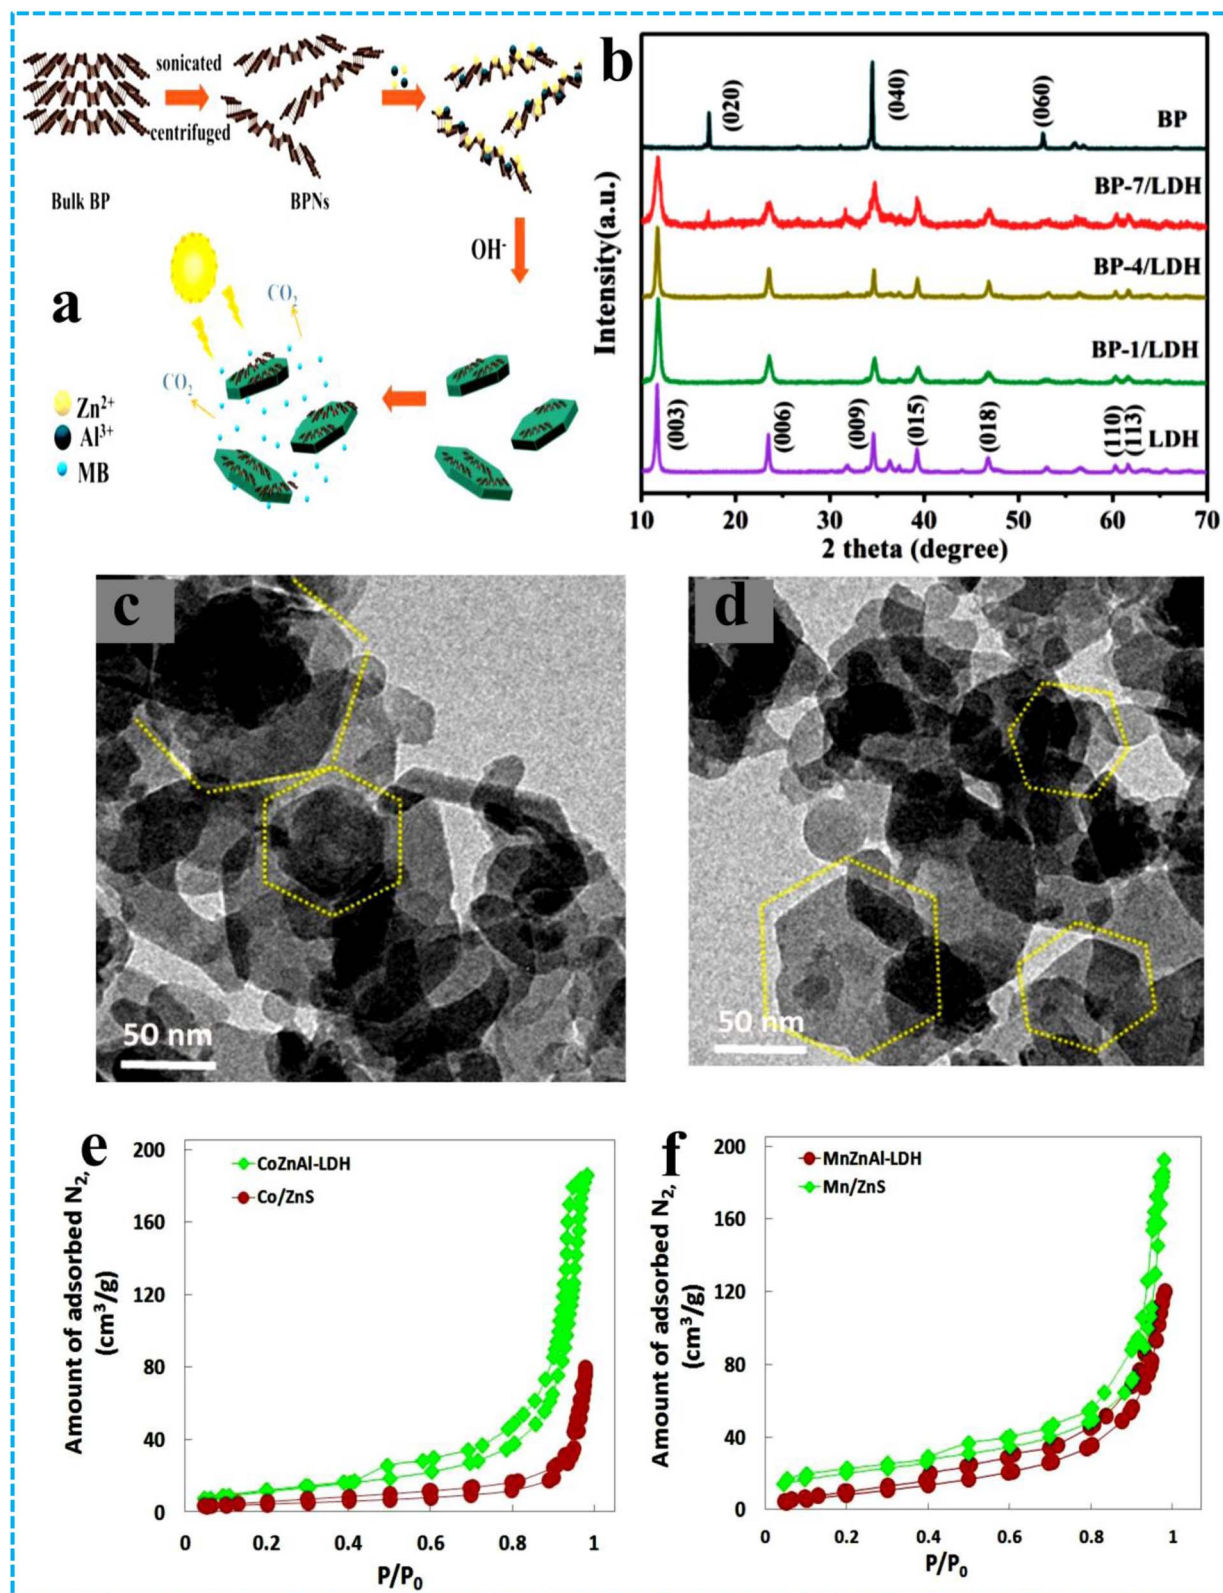 sonicated
centrifuged
Bulk BP
BPNs
OH-
a
CO2
CO2
Zn2+
Al3+
MB
b
Intensity(a.u.)
(020)
(040)
(060)
BP
BP-7/LDH
BP-4/LDH
BP-1/LDH
(003)
(006)
(009)
(015)
(018)
(110)
(113)
LDH
10 20 30 40 50 60 70
2 theta (degree)
c
50 nm
d
50 nm
e
Amount of adsorbed N2,
(cm3/g)
200
160
120
80
40
0
CoZnAl-LDH
Co/ZnS
0 0.2 0.4 0.6 0.8 1
P/P0
f
Amount of adsorbed N2,
(cm3/g)
200
160
120
80
40
0
MnZnAl-LDH
Mn/ZnS
0 0.2 0.4 0.6 0.8 1
P/P0